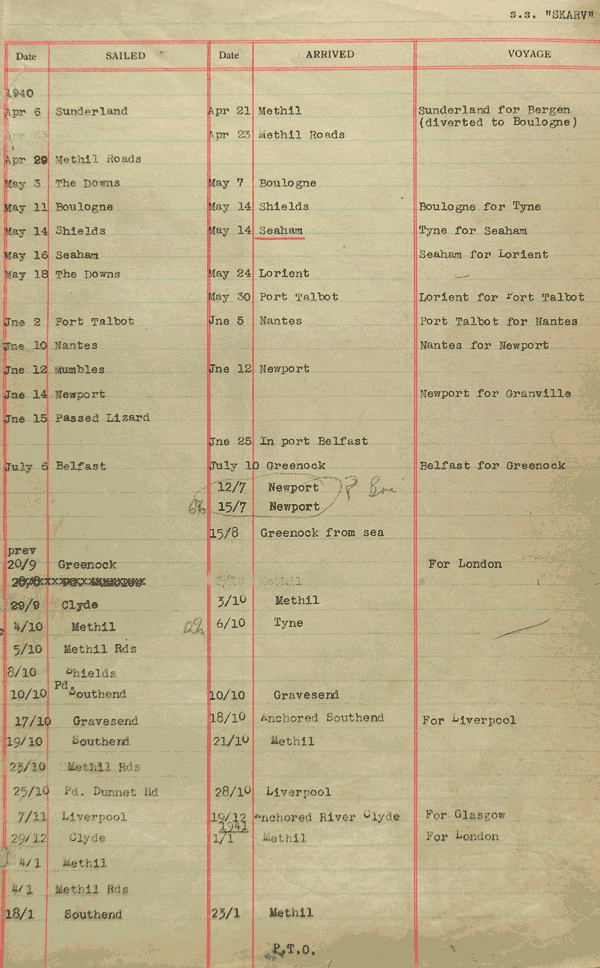 s.s. "SKARV"
Date SAILED Date ARRIVED VOYAGE
1940
Apr 6 Sunderland Apr 21 Methil Sunderland for Bergen
(diverted to Boulogne)
Apr 23 Apr 23 Methil Roads
Apr 29 Methil Roads
May 3 The Downs May 7 Boulogne
May 11 Boulogne May 14 Shields Boulogne for Tyne
May 14 Shields May 14 Seaham Tyne for Seaham
May 16 Seaham Seaham for Lorient
May 18 The Downs May 24 Lorient
May 30 Port Talbot Lorient for Port Talbot
Jne 2 Port Talbot Jne 5 Nantes Port Talbot for Nantes
Jne 10 Nantes Nantes for Newport
Jne 12 Mumbles Jne 12 Newport
Jne 14 Newport Newport for Granville
Jne 15 Passed Lizard
Jne 25 In port Belfast
July 6 Belfast July 10 Greenock Belfast for Greenock
12/7 Newport
15/7 Newport
15/8 Greenock from sea
prev
20/9 Greenock For London
Methil
29/9 Clyde 3/10 Methil
4/10 Methil 6/10 Tyne
5/10 Methil Rds
8/10 Shields
10/10 Pd. Southend 10/10 Gravesend
17/10 Gravesend 18/10 Anchored Southend For Liverpool
19/10 Southend 21/10 Methil
23/10 Methil Rds
25/10 Pd. Dunnet Hd 28/10 Liverpool
7/11 Liverpool 19/12 Anchored River Clyde For Glasgow
1941
29/12 Clyde 1/1 Methil For London
4/1 Methil
4/1 Methil Rds
18/1 Southend 23/1 Methil
P.T.O.